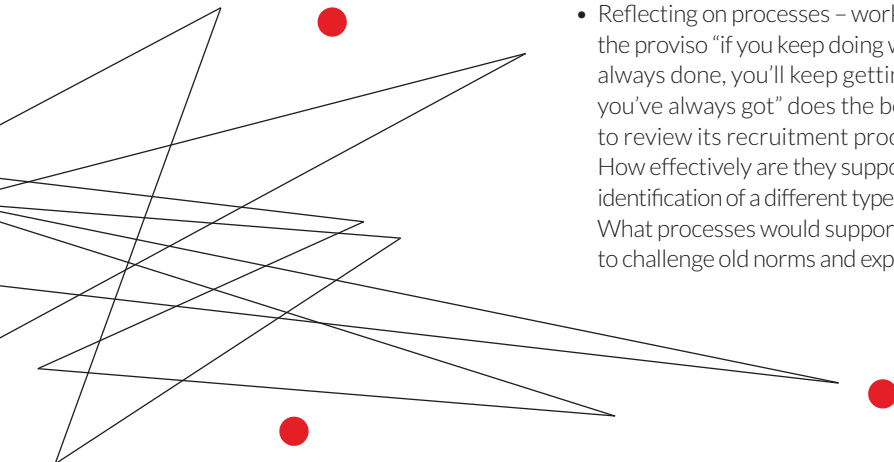 • Reflecting on processes – work
the proviso “if you keep doing w
always done, you’ll keep gettin
you’ve always got” does the b
to review its recruitment proc
How effectively are they suppo
identification of a different type
What processes would suppor
to challenge old norms and exp